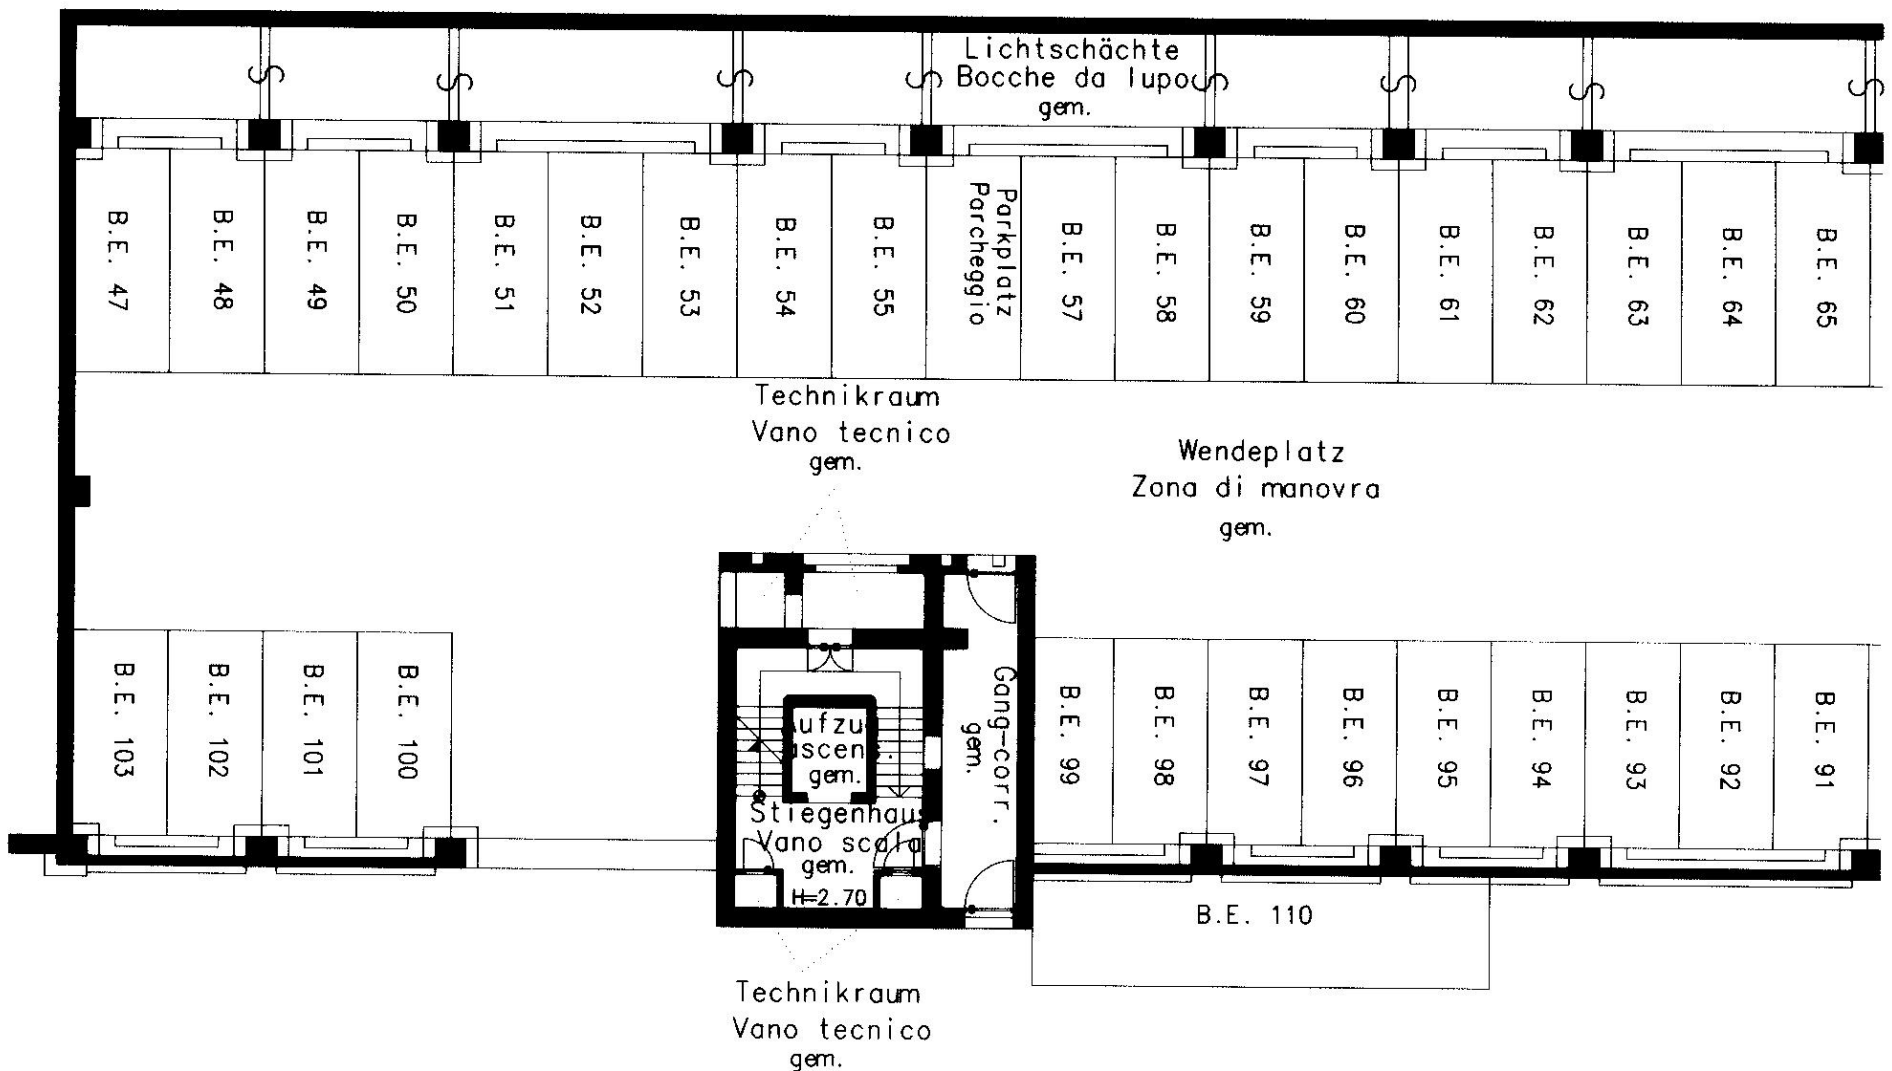 Lichtschächte
Bocche da lupo
gem.
S
S
S
S
S
S
S
S
B.E. 47
B.E. 48
B.E. 49
B.E. 50
B.E. 51
B.E. 52
B.E. 53
B.E. 54
B.E. 55
Parkplatz
Parcheggio
B.E. 57
B.E. 58
B.E. 59
B.E. 60
B.E. 61
B.E. 62
B.E. 63
B.E. 64
B.E. 65
Technikraum
Vano tecnico
gem.
Wendeplatz
Zona di manovra
gem.
B.E. 103
B.E. 102
B.E. 101
B.E. 100
Aufzu
ascens.
gem.
Stiegenhaus
Vano scala
gem.
H=2.70
Gang-corr.
gem.
B.E. 99
B.E. 98
B.E. 97
B.E. 96
B.E. 95
B.E. 94
B.E. 93
B.E. 92
B.E. 91
B.E. 110
Technikraum
Vano tecnico
gem.